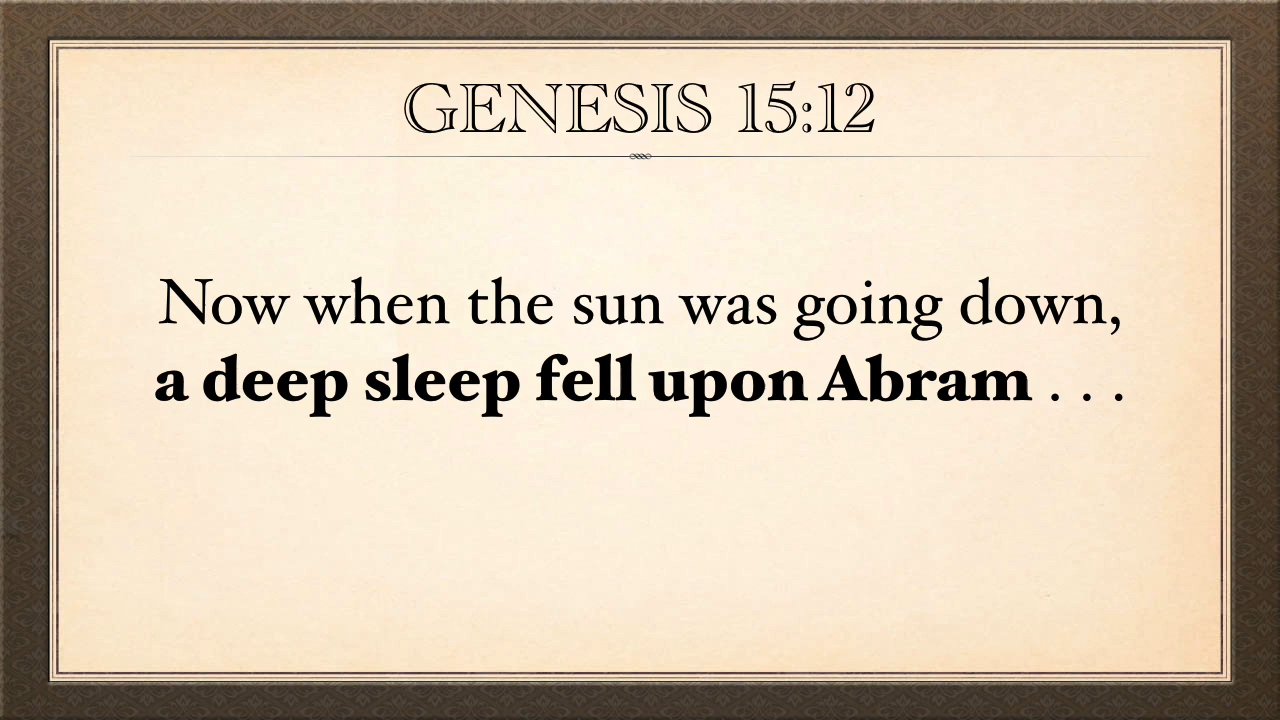 GENESIS 15:12
Now when the sun was going down,
a deep sleep fell upon Abram . . .